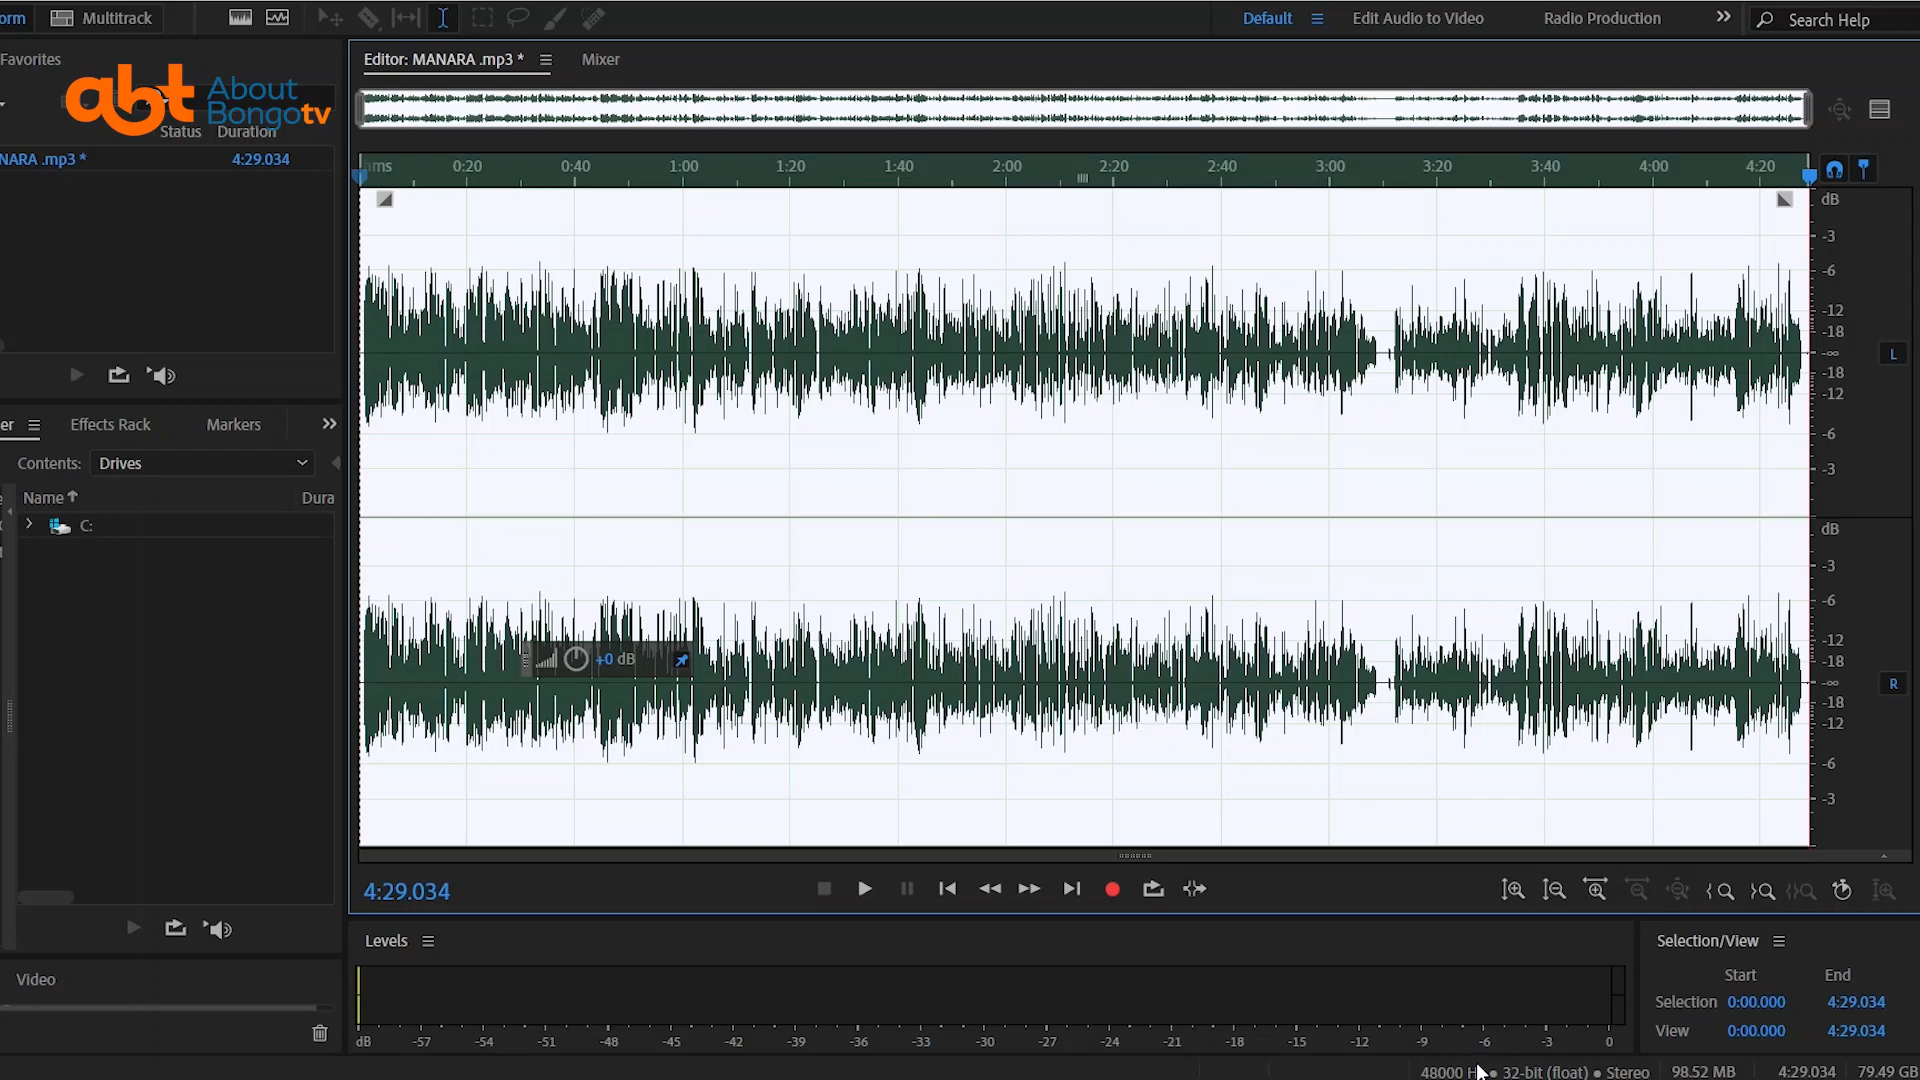 orm Multitrack Default Edit Audio to Video Radio Production Search Help
Favorites
abt About Bongotv
Status Duration
NARA .mp3 * 4:29.034
Editor: MANARA .mp3 * Mixer
hms 0:20 0:40 1:00 1:20 1:40 2:00 2:20 2:40 3:00 3:20 3:40 4:00 4:20
dB
-3
-6
-12
-18
-∞
-18
-12
-6
-3
L
er Effects Rack Markers
Contents: Drives
Name Dura
C:
dB
-3
-6
-12
-18
-∞
-18
-12
-6
-3
R
+0 dB
4:29.034
Video
Levels
dB -57 -54 -51 -48 -45 -42 -39 -36 -33 -30 -27 -24 -21 -18 -15 -12 -9 -6 -3 0
Selection/View
Start End
Selection 0:00.000 4:29.034
View 0:00.000 4:29.034
48000 H ● 32-bit (float) ● Stereo 98.52 MB 4:29.034 79.49 GB